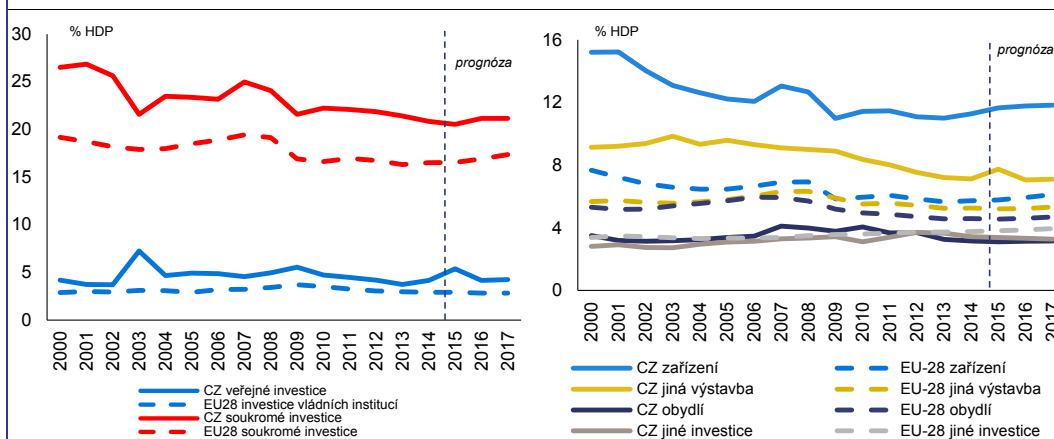 % HDP
prognóza
30
25
20
15
10
5
0
2000 2001 2002 2003 2004 2005 2006 2007 2008 2009 2010 2011 2012 2013 2014 2015 2016 2017
CZ veřejné investice
EU28 investice vládních institucí
CZ soukromé investice
EU28 soukromé investice
% HDP
prognóza
16
12
8
4
0
2000 2001 2002 2003 2004 2005 2006 2007 2008 2009 2010 2011 2012 2013 2014 2015 2016 2017
CZ zařízení
CZ jiná výstavba
CZ obydlí
CZ jiné investice
EU-28 zařízení
EU-28 jiná výstavba
EU-28 obydlí
EU-28 jiné investice